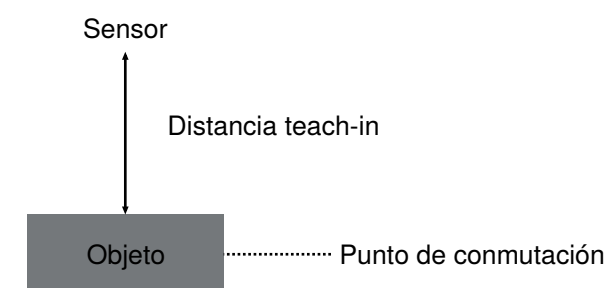 Sensor
Distancia teach-in
Objeto
Punto de conmutación